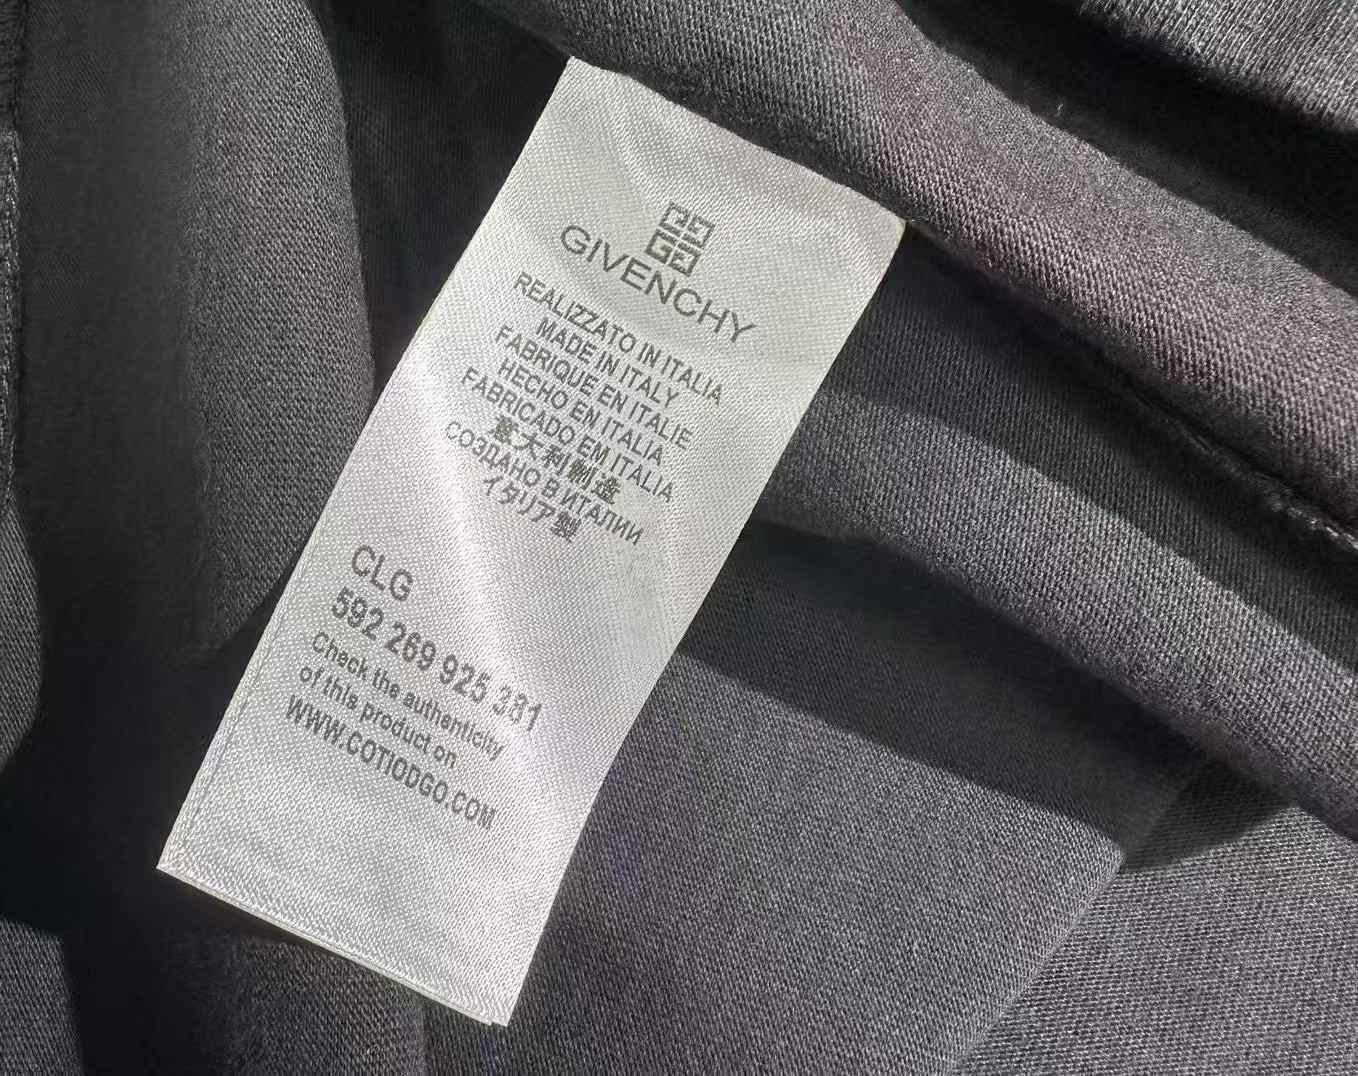 GIVENCHY
REALIZZATO IN ITALIA
MADE IN ITALY
FABRIQUE EN ITALIE
HECHO EN ITALIA
FABRICADO EM ITALIA
意大利制造
СОЗДАНО В ИТАЛИИ
イタリア製
CLG
592 269 925 381
Check the authenticity
of this product on
WWW.COTIODGO.COM